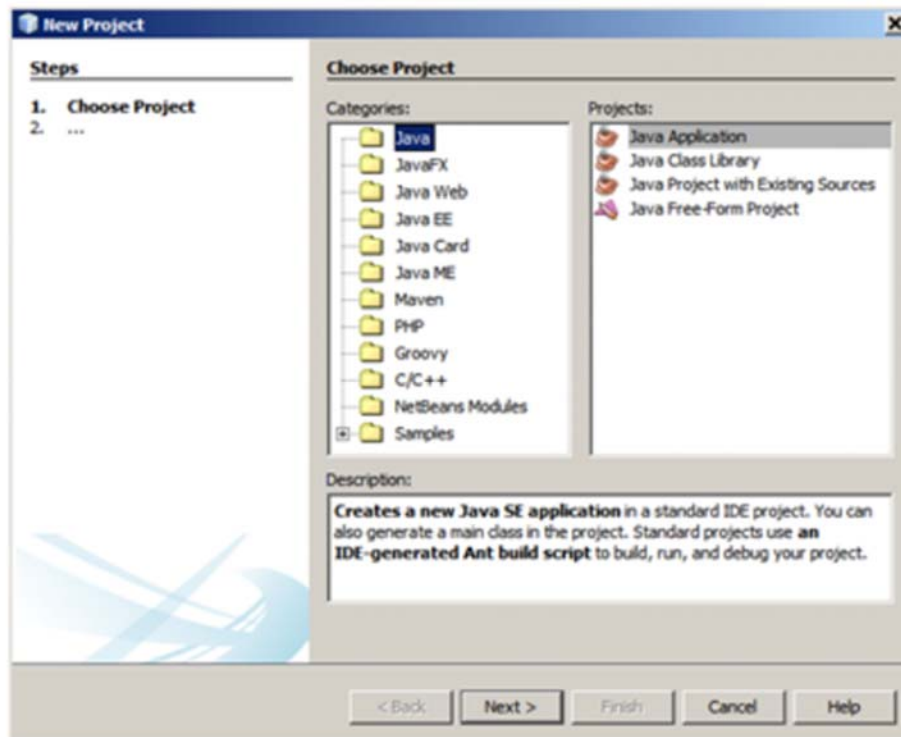 New Project
Steps
1. Choose Project
2. ...
Choose Project
Categories:
Java
JavaFX
Java Web
Java EE
Java Card
Java ME
Maven
PHP
Groovy
C/C++
NetBeans Modules
Samples
Projects:
Java Application
Java Class Library
Java Project with Existing Sources
Java Free-Form Project
Description:
Creates a new Java SE application in a standard IDE project. You can
also generate a main class in the project. Standard projects use an
IDE-generated Ant build script to build, run, and debug your project.
< Back
Next >
Finish
Cancel
Help